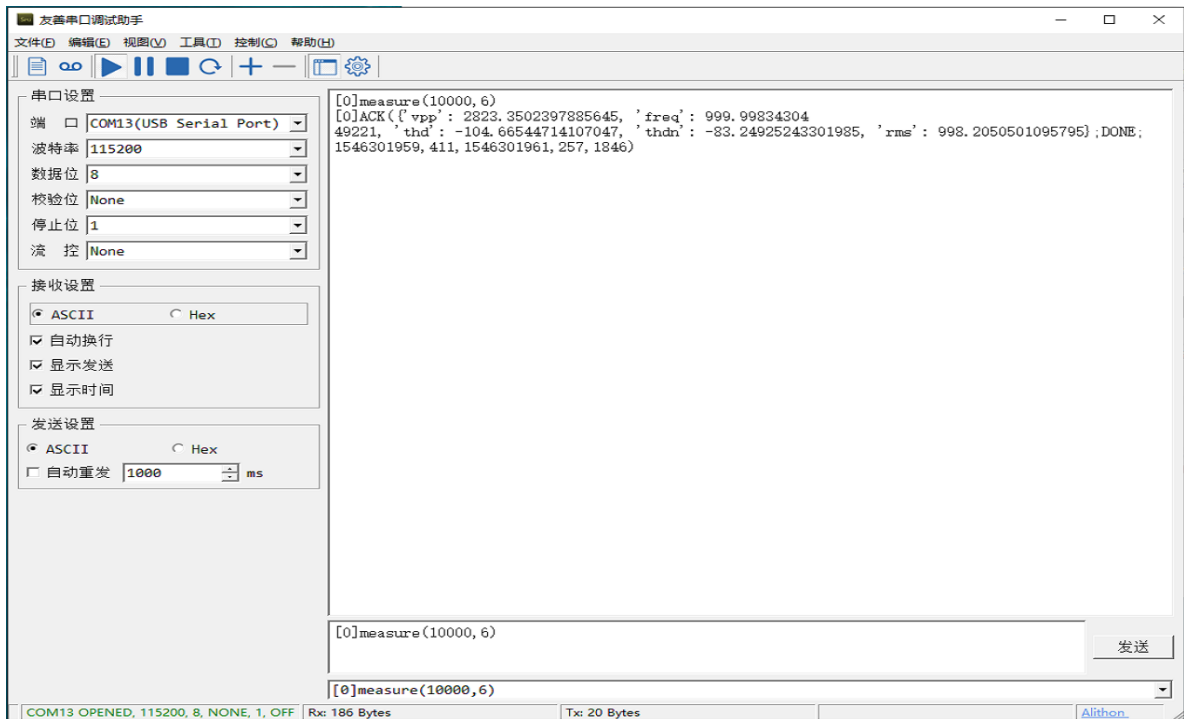 友善串口调试助手
文件(F) 编辑(E) 视图(V) 工具(T) 控制(C) 帮助(H)
串口设置
端 口 COM13(USB Serial Port)
波特率 115200
数据位 8
校验位 None
停止位 1
流 控 None
接收设置
ASCII Hex
自动换行
显示发送
显示时间
发送设置
ASCII Hex
自动重发 1000 ms
[0]measure(10000,6)
[0]ACK({'vpp': 2823.3502397885645, 'freq': 999.99834304
49221, 'thd': -104.66544714107047, 'thdn': -83.24925243301985, 'rms': 998.2050501095795};DONE;
1546301959,411,1546301961,257,1846)
[0]measure(10000,6)
发送
[0]measure(10000,6)
COM13 OPENED, 115200, 8, NONE, 1, OFF Rx: 186 Bytes Tx: 20 Bytes Alithon